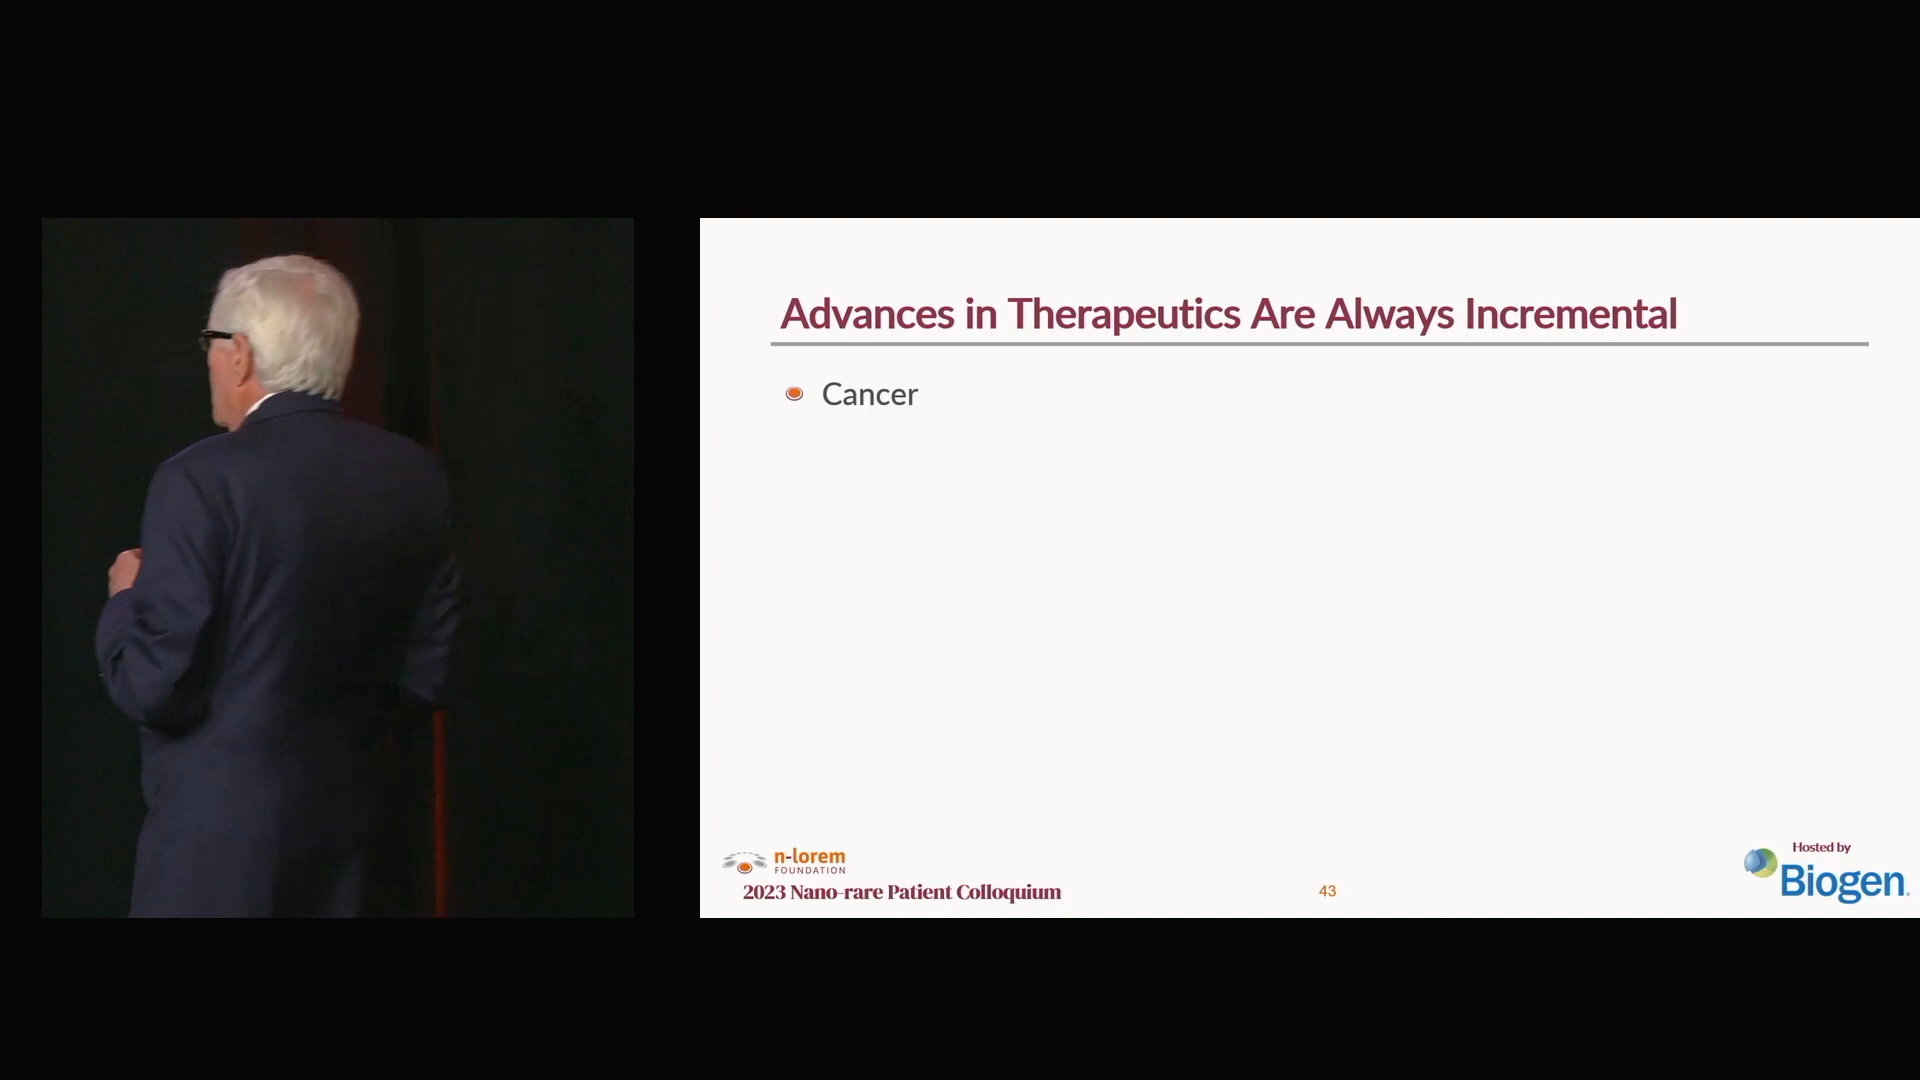 Advances in Therapeutics Are Always Incremental
Cancer
n-lorem
FOUNDATION
2023 Nano-rare Patient Colloquium
43
Hosted by
Biogen.